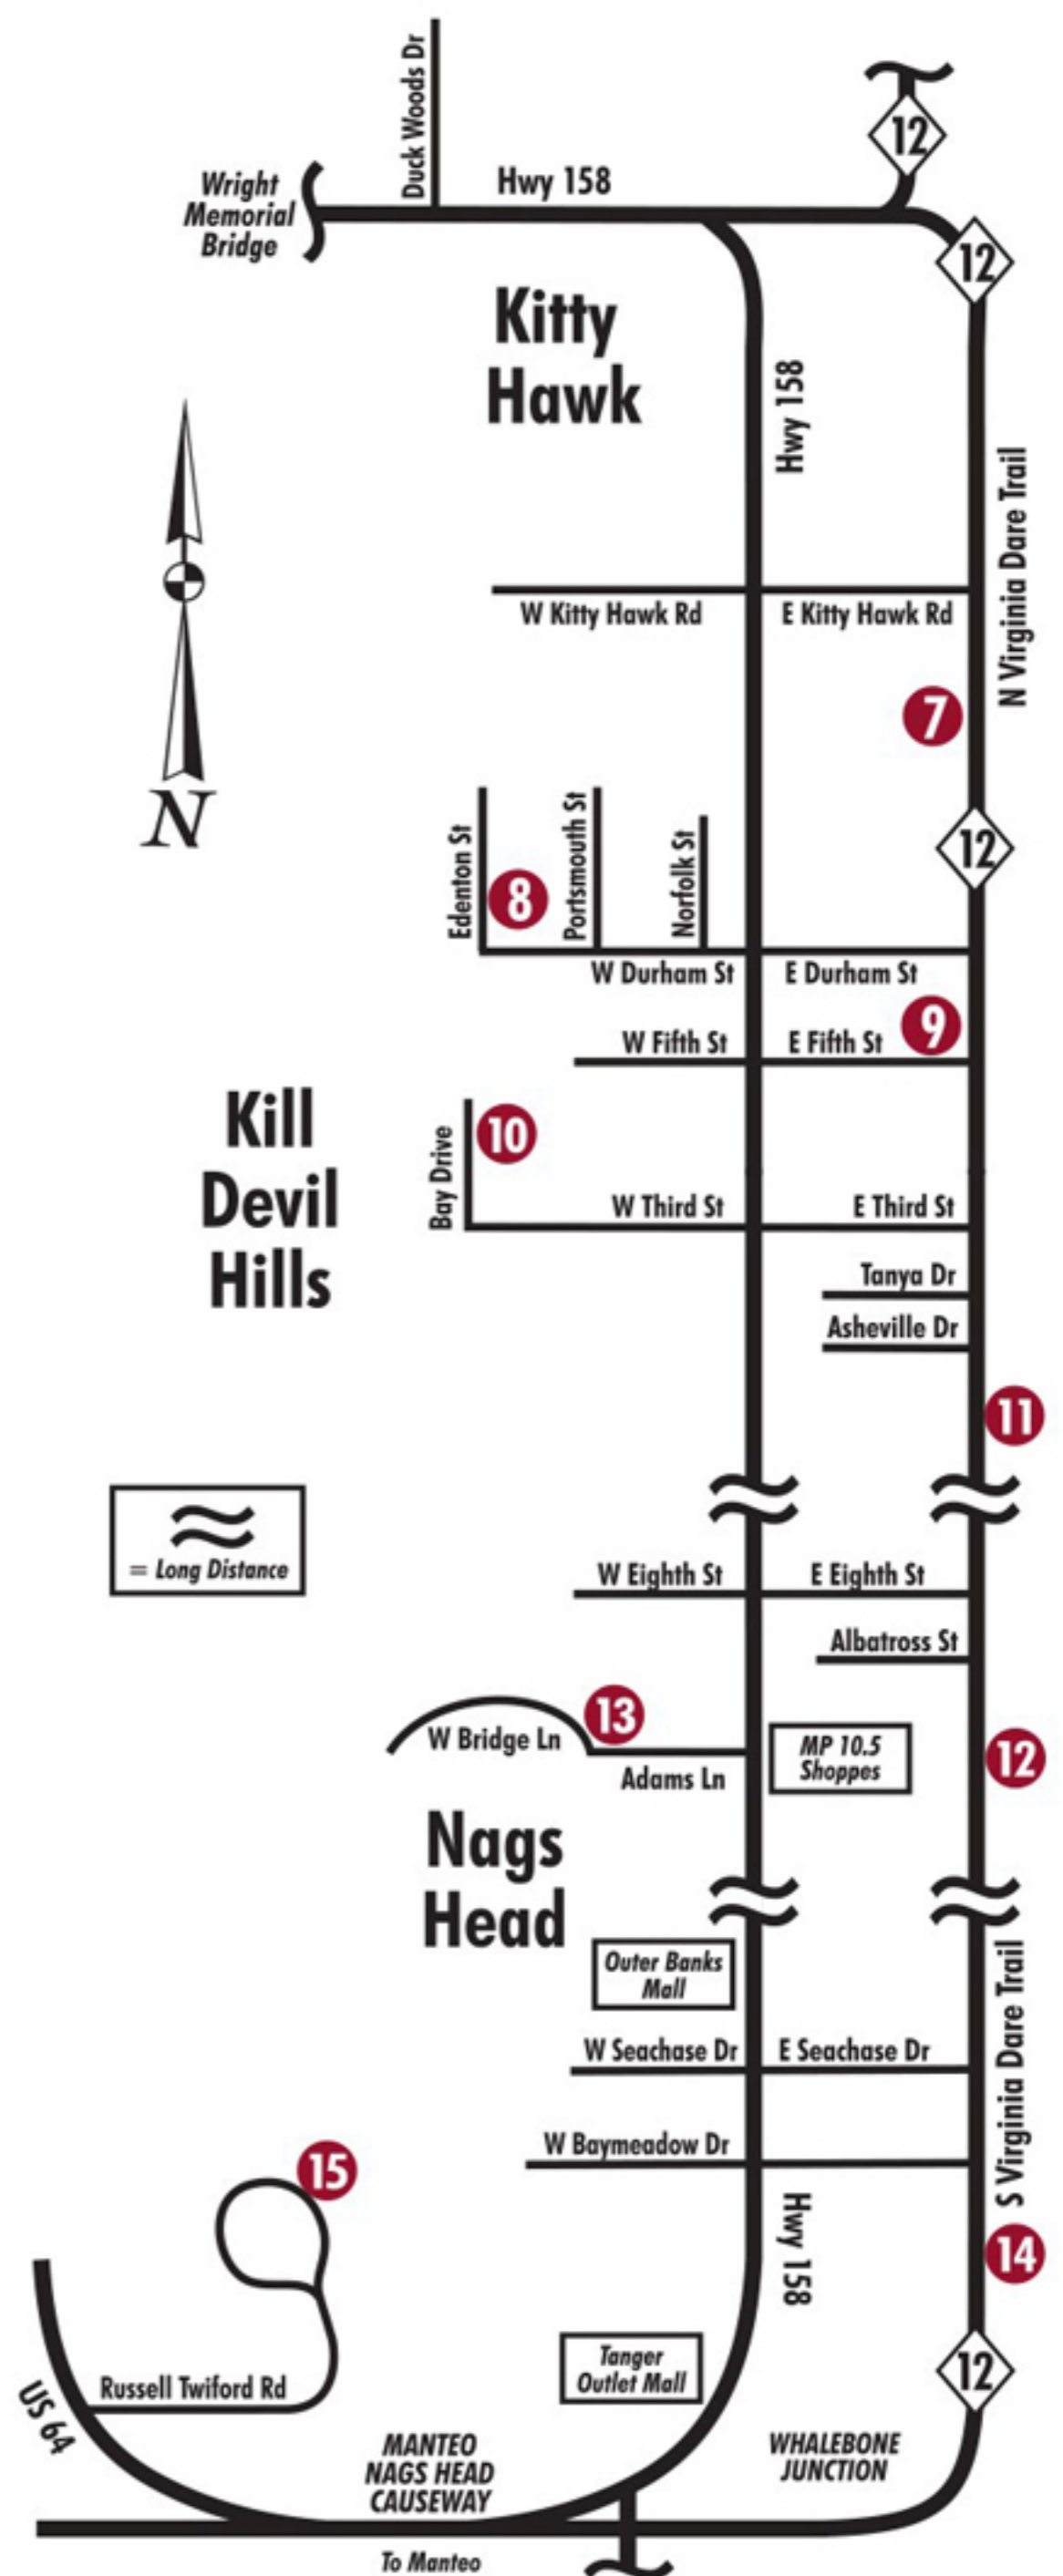 Duck Woods Dr
12
Wright
Memorial
Bridge
Hwy 158
12
Kitty
Hawk
Hwy 158
N Virginia Dare Trail
W Kitty Hawk Rd
E Kitty Hawk Rd
7
N
12
Edenton St
8
Portsmouth St
Norfolk St
W Durham St
E Durham St
9
W Fifth St
E Fifth St
Kill
Devil
Hills
10
Bay Drive
W Third St
E Third St
Tanya Dr
Asheville Dr
11
= Long Distance
W Eighth St
E Eighth St
Albatross St
13
W Bridge Ln
Adams Ln
MP 10.5
Shoppes
12
Nags
Head
Outer Banks
Mall
W Seachase Dr
E Seachase Dr
S Virginia Dare Trail
W Baymeadow Dr
15
Hwy 158
14
Tanger
Outlet Mall
12
Russell Twiford Rd
US 64
MANTEO
NAGS HEAD
CAUSEWAY
WHALEBONE
JUNCTION
To Manteo